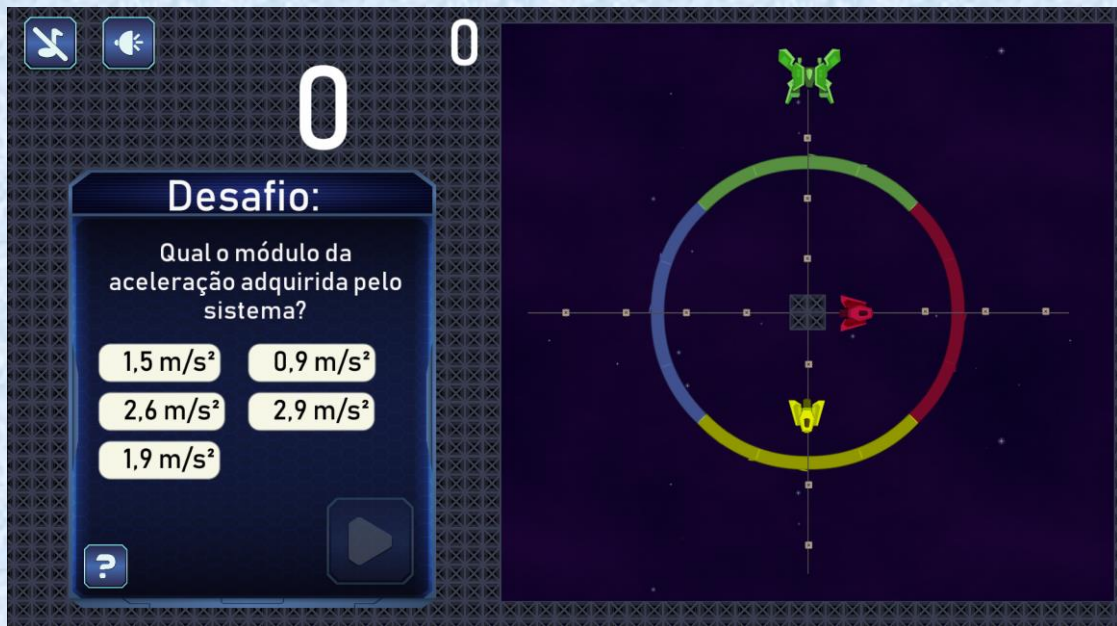 0
0
Desafio:
Qual o módulo da
aceleração adquirida pelo
sistema?
1,5 m/s²
0,9 m/s²
2,6 m/s²
2,9 m/s²
1,9 m/s²
?